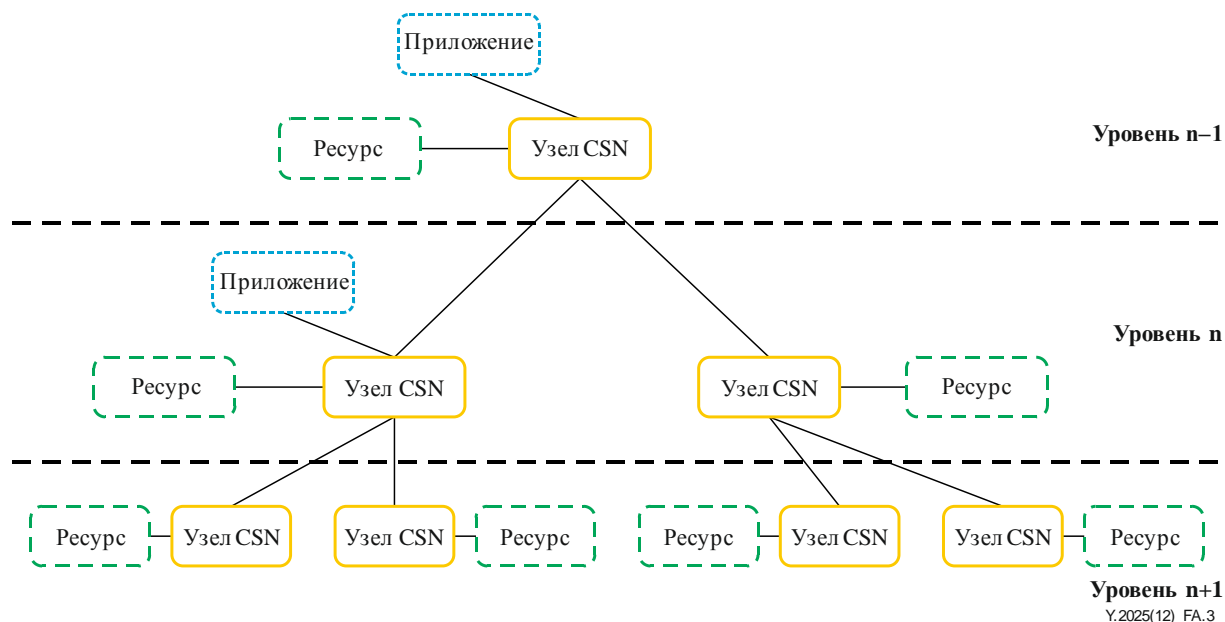 Приложение
Ресурс
Узел CSN
Уровень n–1
Приложение
Уровень n
Ресурс
Узел CSN
Узел CSN
Ресурс
Ресурс
Узел CSN
Узел CSN
Ресурс
Ресурс
Узел CSN
Узел CSN
Ресурс
Уровень n+1
Y.2025(12)_FA.3